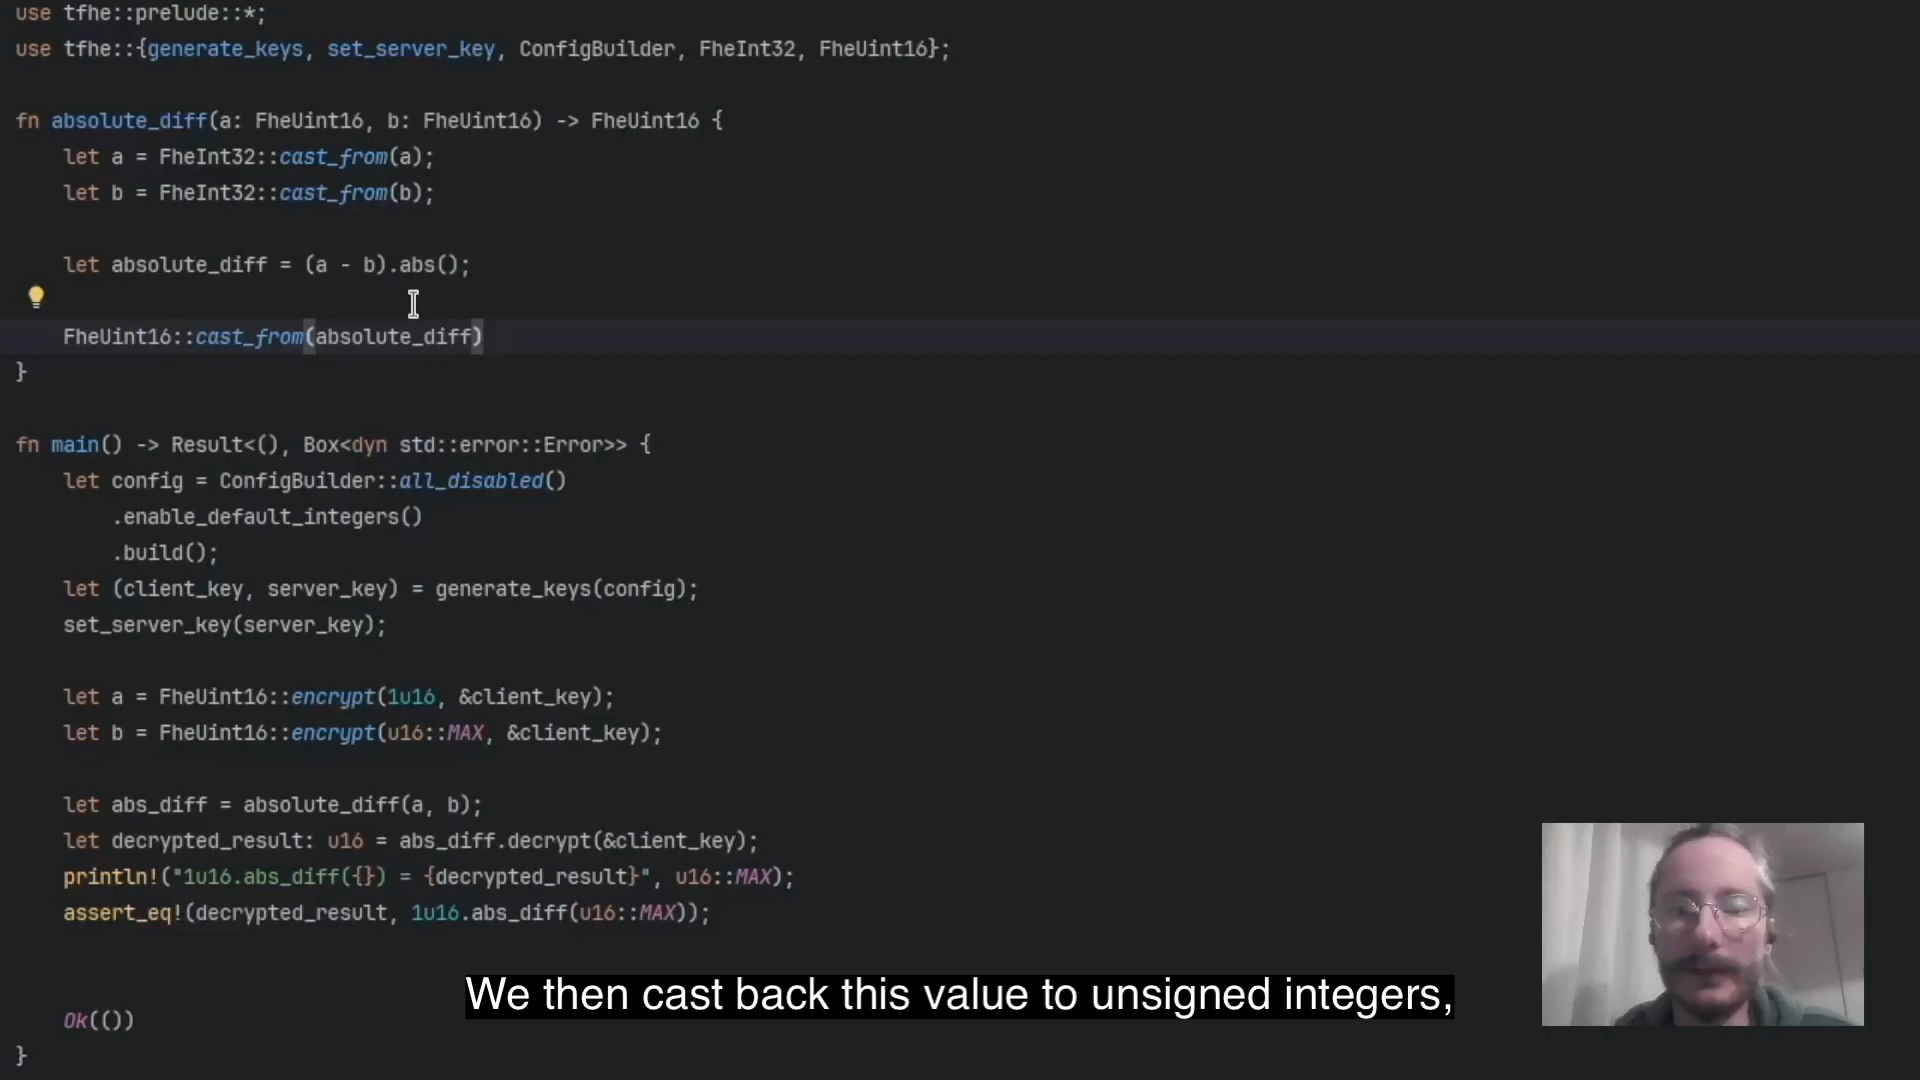 use tfhe::prelude::*;
use tfhe::{generate_keys, set_server_key, ConfigBuilder, FheInt32, FheUint16};
fn absolute_diff(a: FheUint16, b: FheUint16) -> FheUint16 {
    let a = FheInt32::cast_from(a);
    let b = FheInt32::cast_from(b);
    let absolute_diff = (a - b).abs();
    FheUint16::cast_from(absolute_diff)
}
fn main() -> Result<(), Box<dyn std::error::Error>> {
    let config = ConfigBuilder::all_disabled()
        .enable_default_integers()
        .build();
    let (client_key, server_key) = generate_keys(config);
    set_server_key(server_key);
    let a = FheUint16::encrypt(1u16, &client_key);
    let b = FheUint16::encrypt(u16::MAX, &client_key);
    let abs_diff = absolute_diff(a, b);
    let decrypted_result: u16 = abs_diff.decrypt(&client_key);
    println!("1u16.abs_diff({}) = {decrypted_result}", u16::MAX);
    assert_eq!(decrypted_result, 1u16.abs_diff(u16::MAX));
    Ok(())
}
We then cast back this value to unsigned integers,